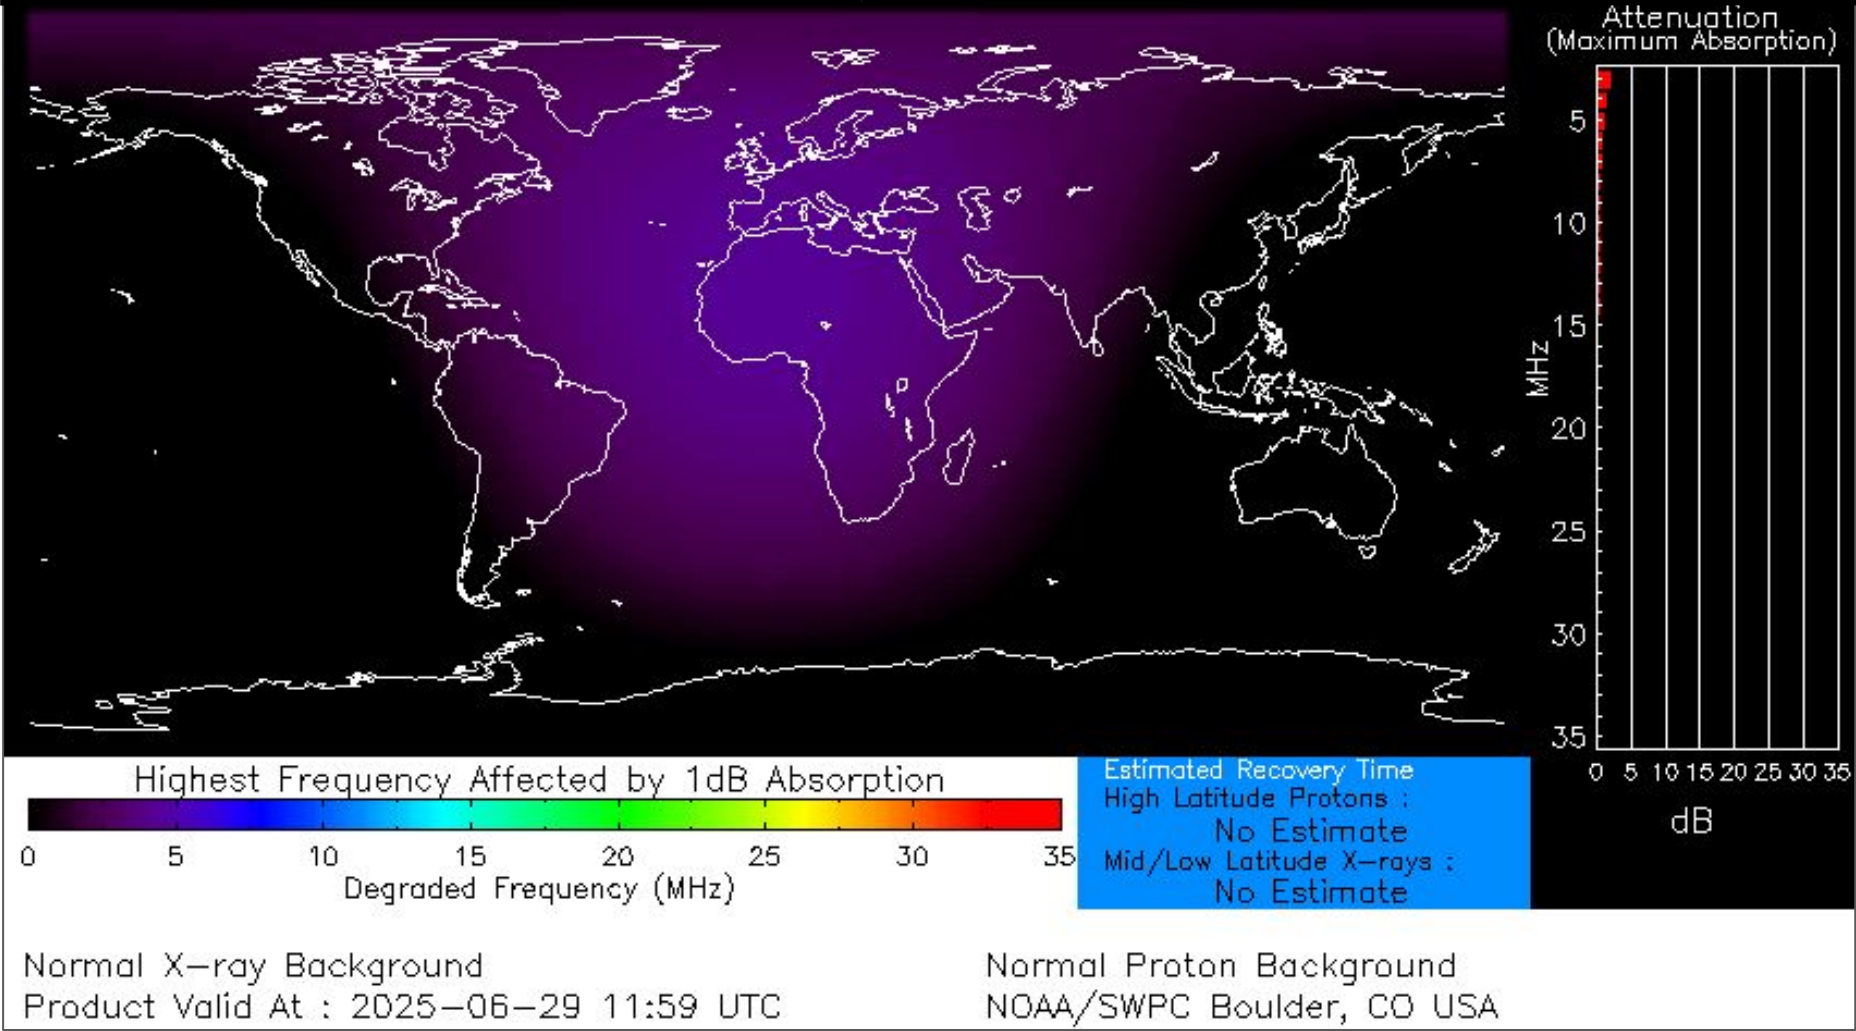 Attenuation
(Maximum Absorption)
5
10
15
20
25
30
35
MHz
0 5 10 15 20 25 30 35
dB
Highest Frequency Affected by 1dB Absorption
0 5 10 15 20 25 30 35
Degraded Frequency (MHz)
Estimated Recovery Time
High Latitude Protons :
No Estimate
Mid/Low Latitude X-rays :
No Estimate
Normal X-ray Background
Product Valid At : 2025-06-29 11:59 UTC
Normal Proton Background
NOAA/SWPC Boulder, CO USA